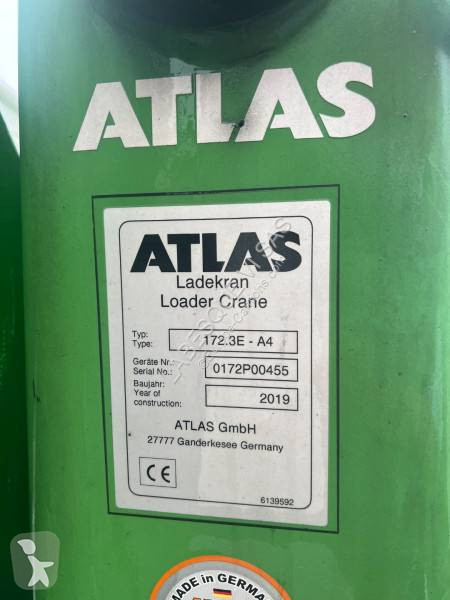 ATLAS
ATLAS
Ladekran
Loader Crane
Typ:
Type:
172.3E - A4
Geräte Nr.:
Serial No.:
0172P00455
Baujahr:
Year of
construction:
2019
ATLAS GmbH
27777 Ganderkesee Germany
CE
6139592
MADE in GERMANY